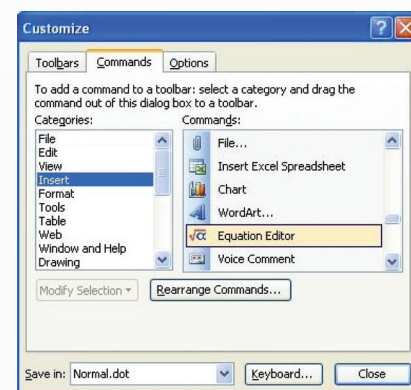 Customize
Toolbars
Commands
Options
To add a command to a toolbar: select a category and drag the
command out of this dialog box to a toolbar.
Categories:
Commands:
File
Edit
View
Insert
Format
Tools
Table
Web
Window and Help
Drawing
File...
Insert Excel Spreadsheet
Chart
WordArt...
Equation Editor
Voice Comment
Modify Selection
Rearrange Commands...
Save in:
Normal.dot
Keyboard...
Close